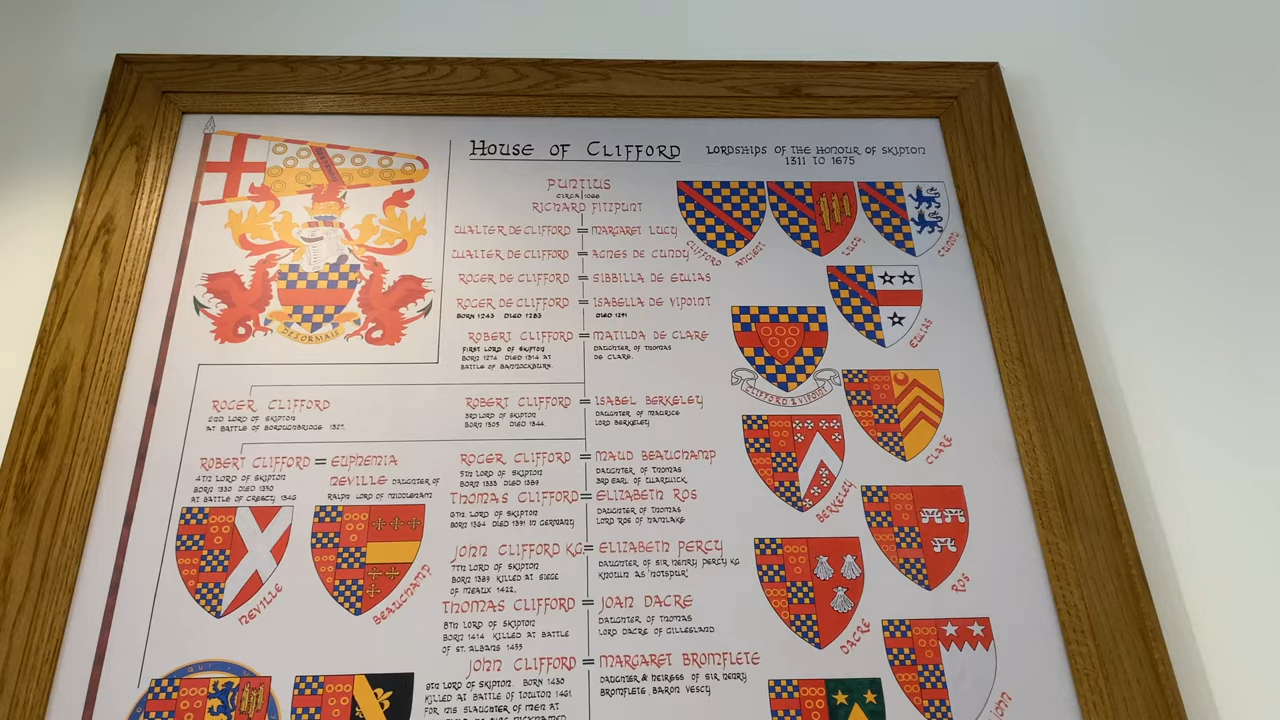 HOUSE OF CLIFFORD
LORDSHIPS OF THE HONOUR OF SKIPTON
1311 TO 1675
PUNTIUS
CIRCA 1066
RICHARD FITZPUNT
WALTER DE CLIFFORD = MARGARET LUCY
WALTER DE CLIFFORD = AGNES DE CUNDY
ROGER DE CLIFFORD = SIBBILLA DE EWIAS
ROGER DE CLIFFORD = ISABELLA DE VIPOINT
BORN 1243 DIED 1283
DIED 1291
ROBERT CLIFFORD = MATILDA DE CLARE
FIRST LORD OF SKIPTON
BORN 1274 DIED 1314 AT
BATTLE OF BANNOCKBURN.
DAUGHTER OF THOMAS
DE CLARE.
DESORMAIS
CLIFFORD
ANCIENT
LUCY
CUNDY
EWIAS
CLIFFORD & VIPOINT
CLARE
BERKELEY
ROS
DACRE
ROGER CLIFFORD
2ND LORD OF SKIPTON
AT BATTLE OF BOROUGHBRIDGE 1327.
ROBERT CLIFFORD = ISABEL BERKELEY
3RD LORD OF SKIPTON
BORN 1305 DIED 1344.
DAUGHTER OF MAURICE
LORD BERKELEY
ROBERT CLIFFORD = EUPHEMIA
NEVILLE DAUGHTER OF
RALPH LORD OF MIDDLEHAM
4TH LORD OF SKIPTON
BORN 1330 DIED 1350
AT BATTLE OF CRESCY 1346
NEVILLE
BEAUCHAMP
ROGER CLIFFORD = MAUD BEAUCHAMP
5TH LORD OF SKIPTON
BORN 1333 DIED 1389
DAUGHTER OF THOMAS
3RD EARL OF WARWICK.
THOMAS CLIFFORD = ELIZABETH ROS
6TH LORD OF SKIPTON
BORN 1364 DIED 1391 IN GERMANY
DAUGHTER OF THOMAS
LORD ROS OF HAMLAKE
JOHN CLIFFORD KG = ELIZABETH PERCY
7TH LORD OF SKIPTON
BORN 1389 KILLED AT SIEGE
OF MEAUX 1422.
DAUGHTER OF SIR HENRY PERCY KG
KNOWN AS 'HOTSPUR'
THOMAS CLIFFORD = JOAN DACRE
8TH LORD OF SKIPTON
BORN 1414 KILLED AT BATTLE
OF ST. ALBANS 1455
DAUGHTER OF THOMAS
LORD DACRE OF GILLESLAND
JOHN CLIFFORD = MARGARET BROMFLETE
9TH LORD OF SKIPTON. BORN 1430
KILLED AT BATTLE OF TOWTON 1461.
FOR HIS SLAUGHTER OF MEN AT
DAUGHTER & HEIRESS OF SIR HENRY
BROMFLETE, BARON VESCY